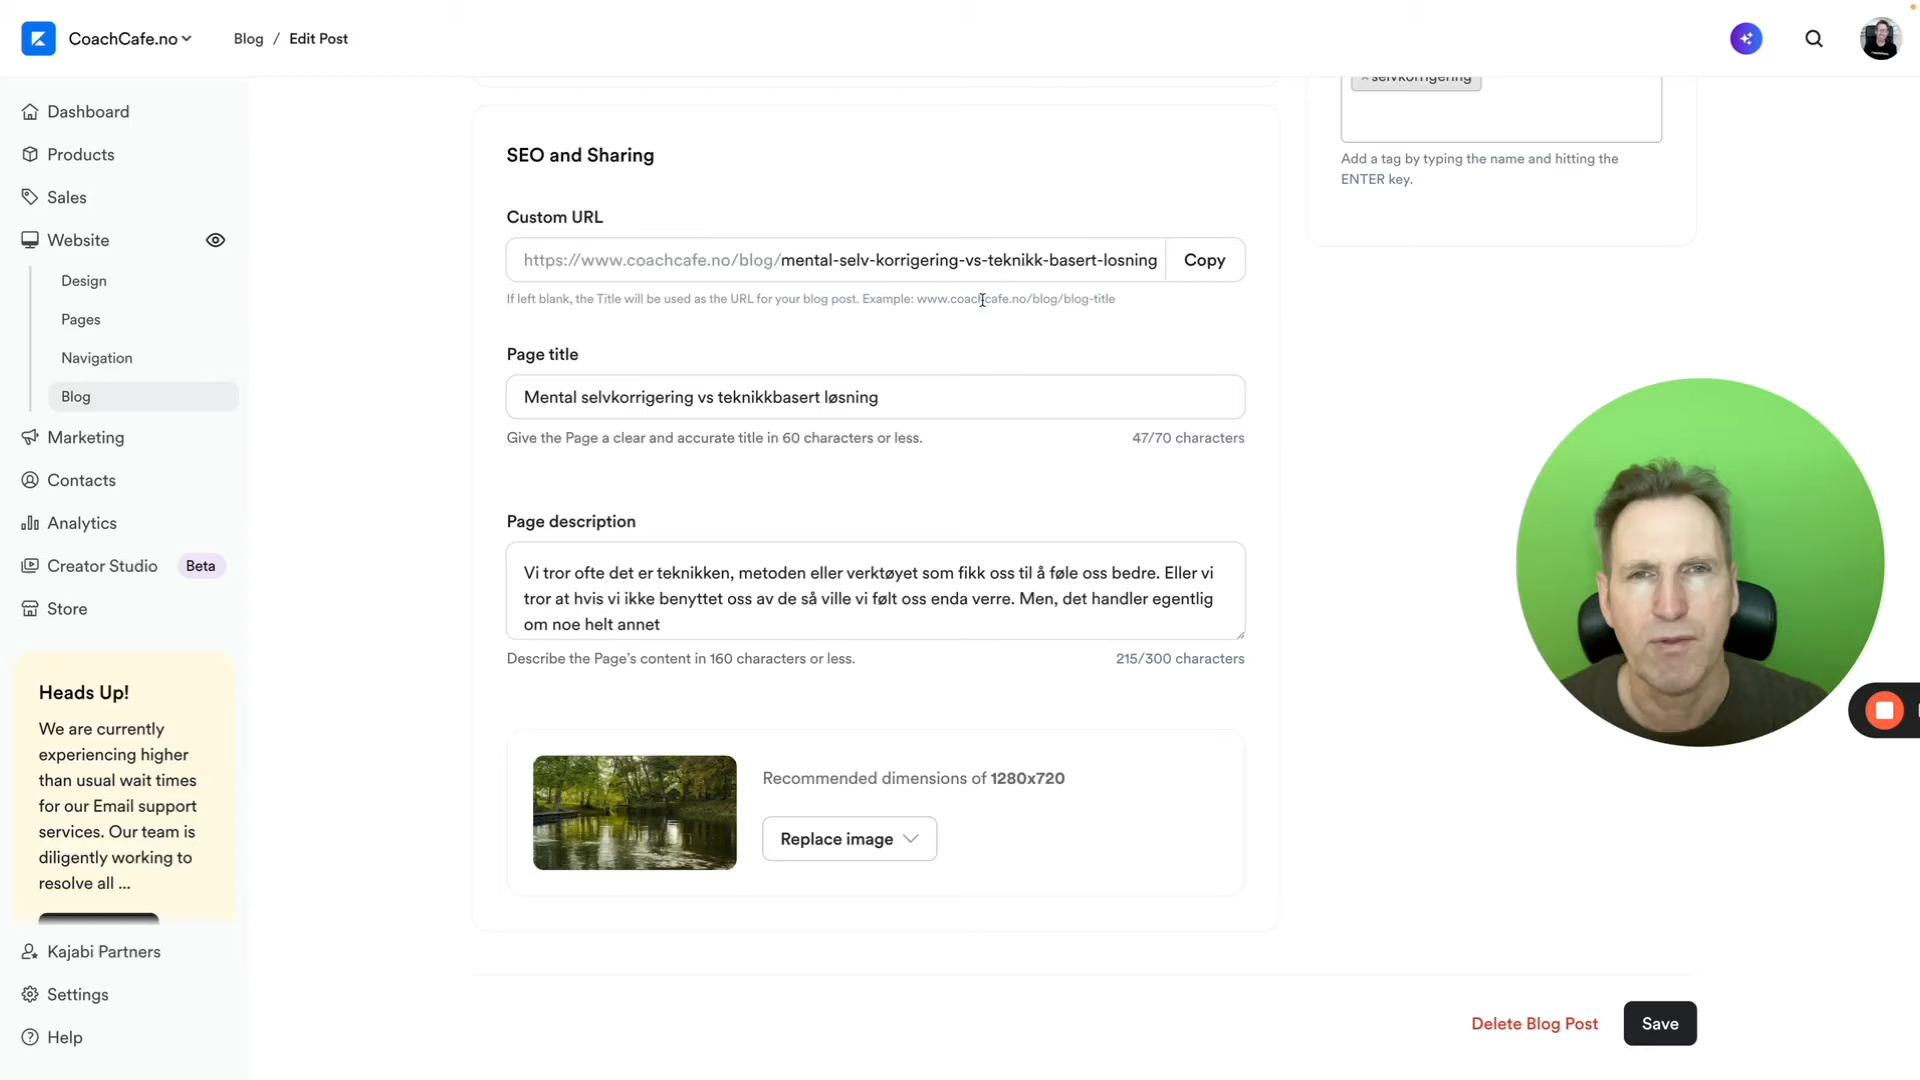 CoachCafe.no
Blog / Edit Post
Dashboard
Products
Sales
Website
Design
Pages
Navigation
Blog
Marketing
Contacts
Analytics
Creator Studio Beta
Store
Heads Up!
We are currently
experiencing higher
than usual wait times
for our Email support
services. Our team is
diligently working to
resolve all ...
Kajabi Partners
Settings
Help
SEO and Sharing
Custom URL
https://www.coachcafe.no/blog/mental-selv-korrigering-vs-teknikk-basert-losning
Copy
If left blank, the Title will be used as the URL for your blog post. Example: www.coachcafe.no/blog/blog-title
Page title
Mental selvkorrigering vs teknikkbasert løsning
Give the Page a clear and accurate title in 60 characters or less.
47/70 characters
Page description
Vi tror ofte det er teknikken, metoden eller verktøyet som fikk oss til å føle oss bedre. Eller vi
tror at hvis vi ikke benyttet oss av de så ville vi følt oss enda verre. Men, det handler egentlig
om noe helt annet
Describe the Page's content in 160 characters or less.
215/300 characters
Recommended dimensions of 1280x720
Replace image
× selvkorrigering
Add a tag by typing the name and hitting the
ENTER key.
Delete Blog Post
Save